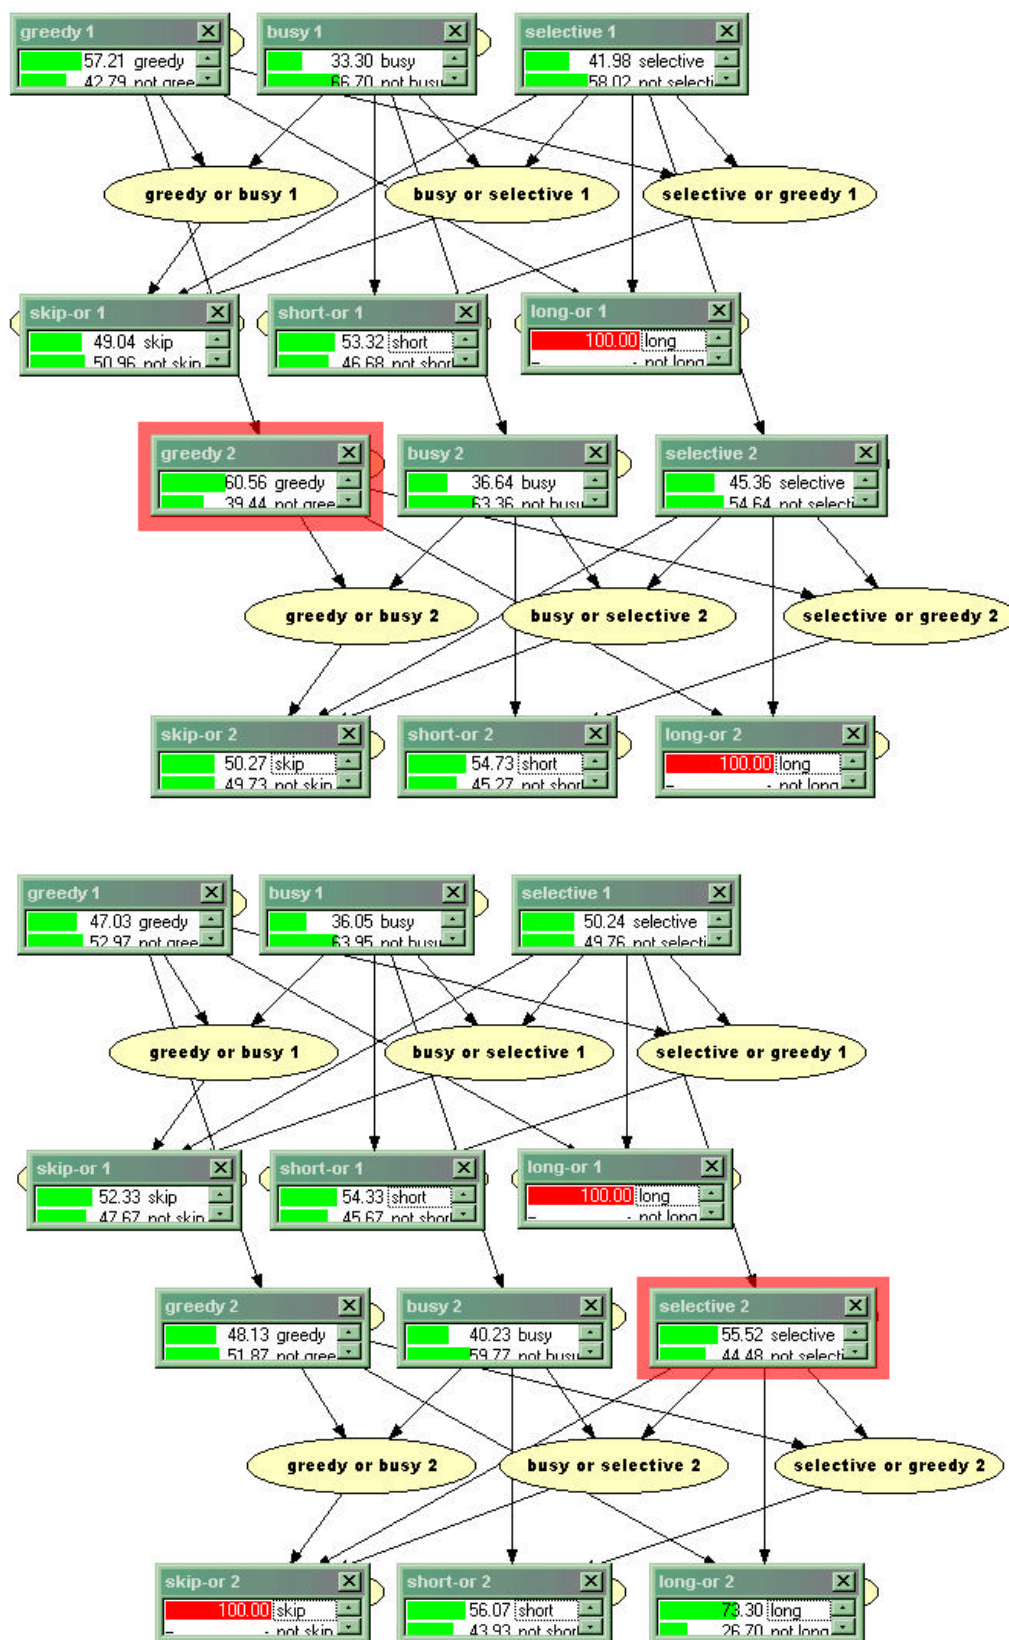 greedy 1 busy 1 selective 1
57.21 greedy 33.30 busy 41.98 selective
42.79 not gree 66.70 not busy 58.02 not selecti
greedy or busy 1 busy or selective 1 selective or greedy 1
skip-or 1 short-or 1 long-or 1
49.04 skip 53.32 short 100.00 long
50.96 not skip 46.68 not short - - not long
greedy 2 busy 2 selective 2
60.56 greedy 36.64 busy 45.36 selective
39.44 not gree 63.36 not busy 54.64 not selecti
greedy or busy 2 busy or selective 2 selective or greedy 2
skip-or 2 short-or 2 long-or 2
50.27 skip 54.73 short 100.00 long
49.73 not skip 45.27 not short - - not long
greedy 1 busy 1 selective 1
47.03 greedy 36.05 busy 50.24 selective
52.97 not gree 63.95 not busy 49.76 not selecti
greedy or busy 1 busy or selective 1 selective or greedy 1
skip-or 1 short-or 1 long-or 1
52.33 skip 54.33 short 100.00 long
47.67 not skip 45.67 not short - - not long
greedy 2 busy 2 selective 2
48.13 greedy 40.23 busy 55.52 selective
51.87 not gree 59.77 not busy 44.48 not selecti
greedy or busy 2 busy or selective 2 selective or greedy 2
skip-or 2 short-or 2 long-or 2
100.00 skip 56.07 short 73.30 long
- - not skip 43.93 not short 26.70 not long